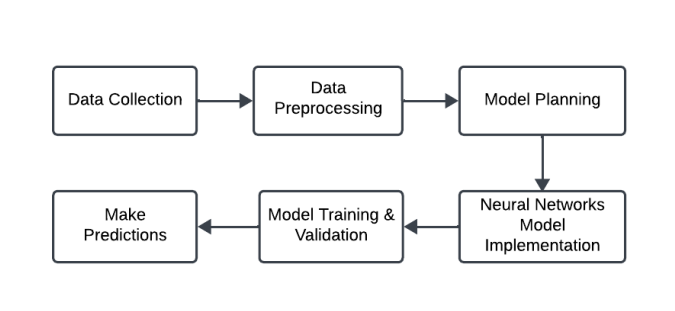 Data Collection
Data
Preprocessing
Model Planning
Neural Networks
Model
Implementation
Model Training &
Validation
Make
Predictions